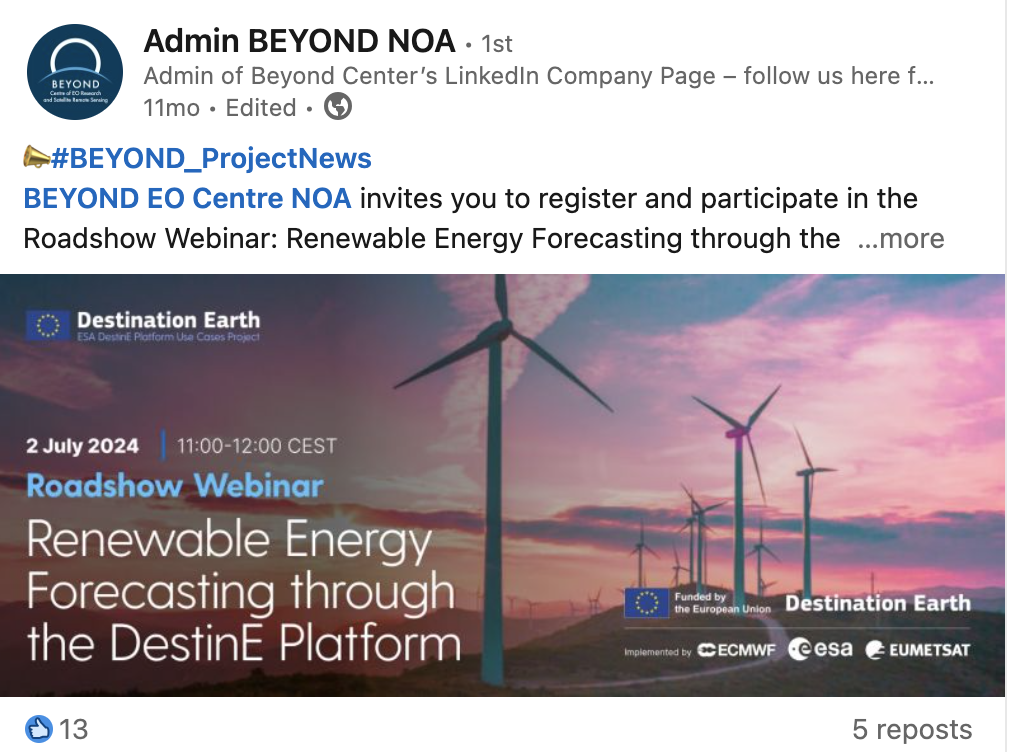 BEYOND
Centre of EO Research
and Satellite Remote Sensing
Admin BEYOND NOA • 1st
Admin of Beyond Center's LinkedIn Company Page – follow us here f...
11mo • Edited •
#BEYOND_ProjectNews
BEYOND EO Centre NOA invites you to register and participate in the
Roadshow Webinar: Renewable Energy Forecasting through the ...more
Destination Earth
ESA DestinE Platform Use Cases Project
2 July 2024 | 11:00-12:00 CEST
Roadshow Webinar
Renewable Energy
Forecasting through
the DestinE Platform
Funded by
the European Union
Destination Earth
implemented by ECMWF esa EUMETSAT
13
5 reposts